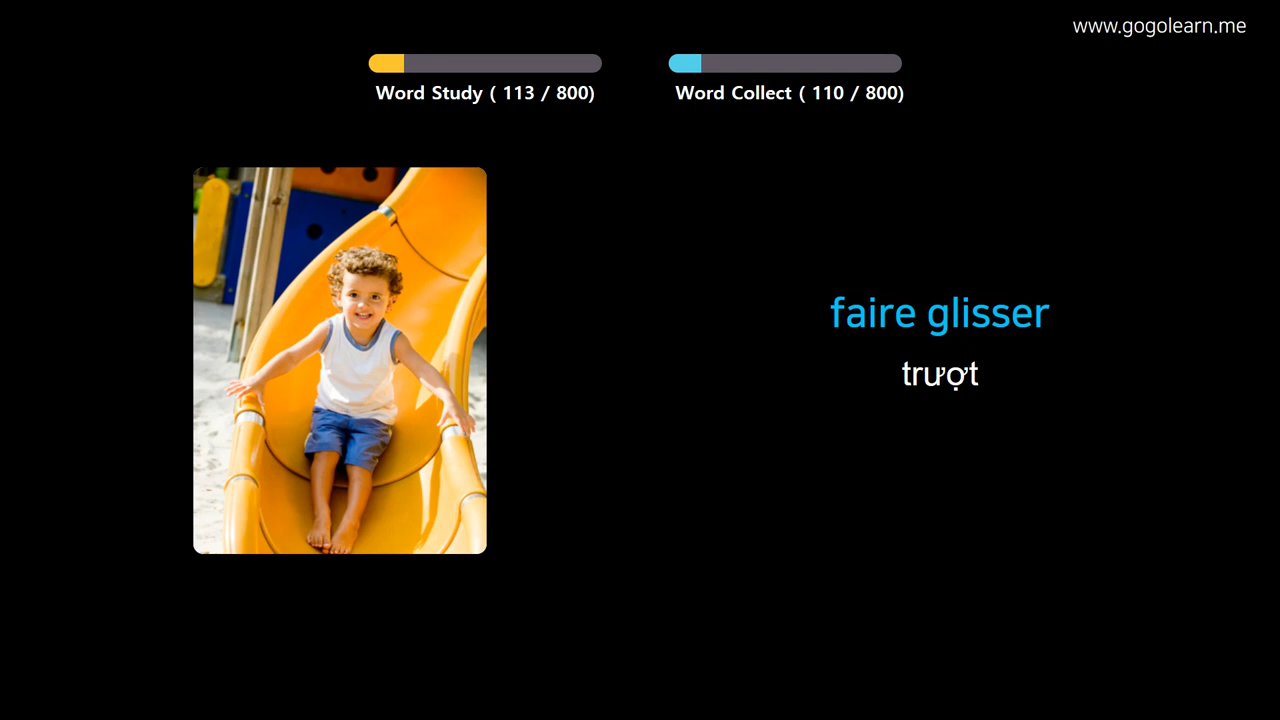 www.gogolearn.me
Word Study ( 113 / 800)
Word Collect ( 110 / 800)
faire glisser
trượt